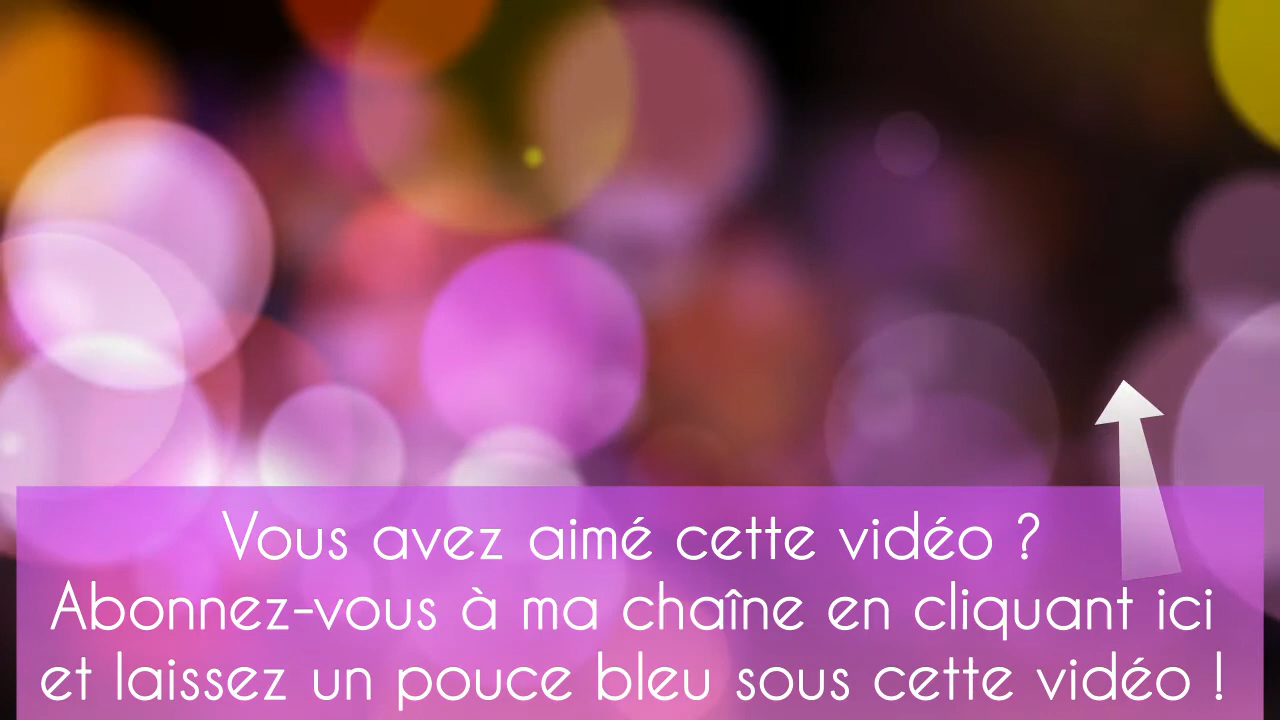 Vous avez aimé cette vidéo ?
Abonnez-vous à ma chaîne en cliquant ici
et laissez un pouce bleu sous cette vidéo !